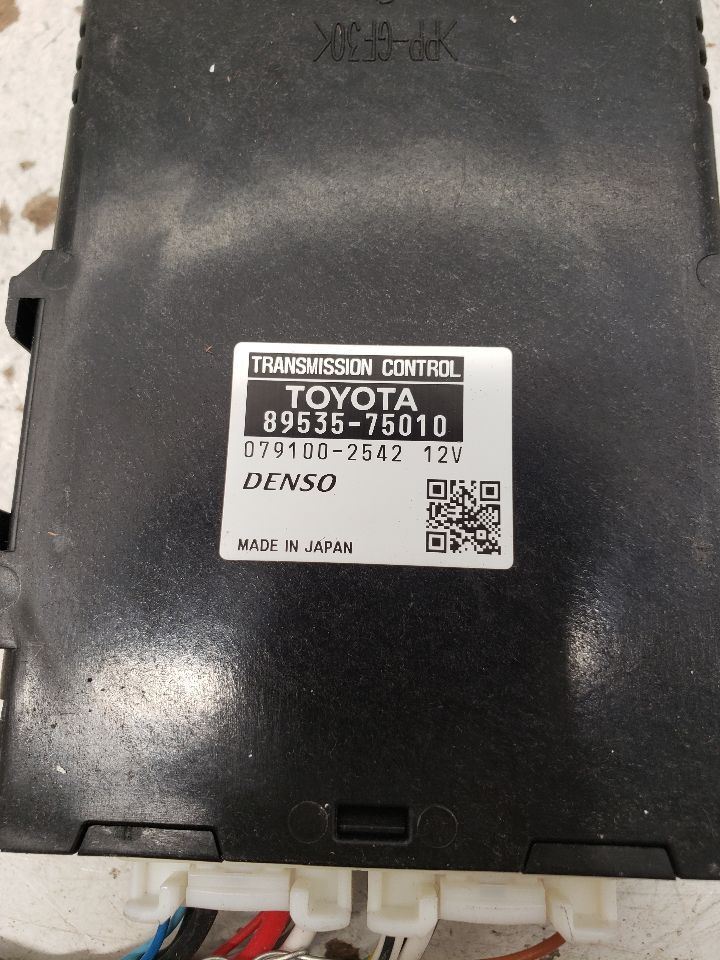 >PP-GF30<
TRANSMISSION CONTROL
TOYOTA
89535-75010
079100-2542 12V
DENSO
MADE IN JAPAN